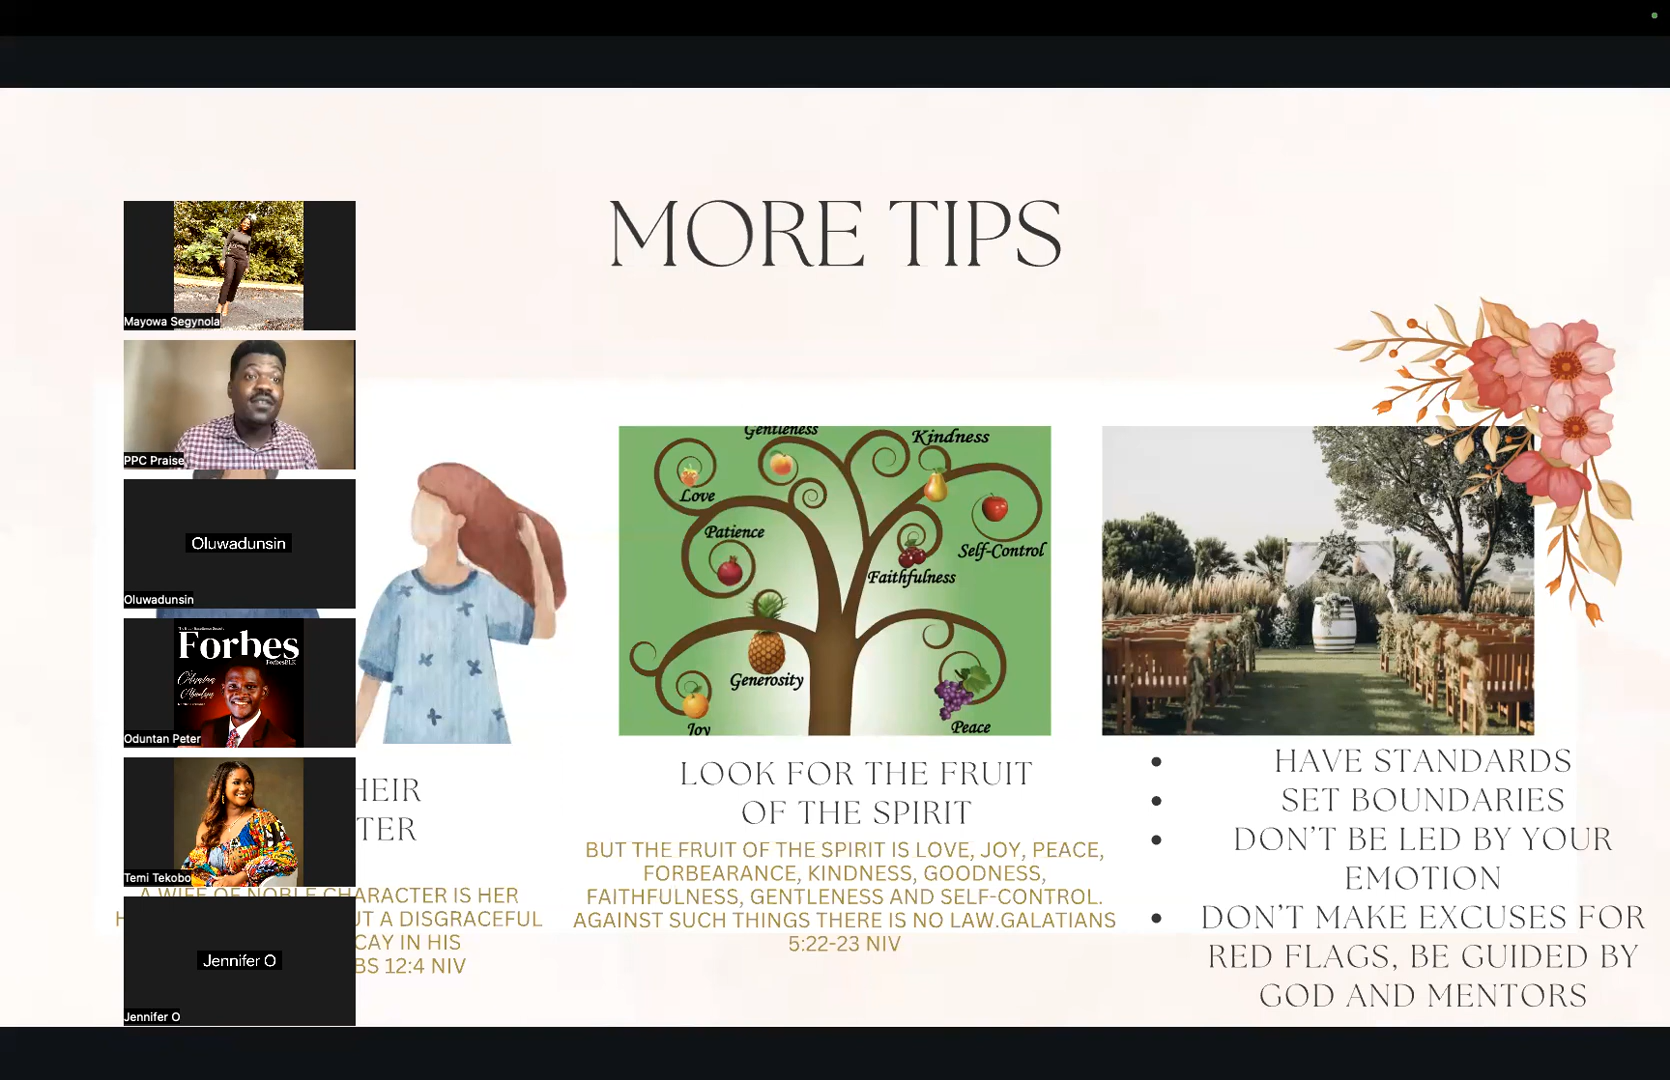 MORE TIPS
Mayowa Segynola
PPC Praise
Oluwadunsin
Oluwadunsin
Forbes
ForbesBLK
Oduntan Peter
Temi Tekobo
Jennifer O
Jennifer O
HEIR
TER
A WIFE OF NOBLE CHARACTER IS HER
H UT A DISGRACEFUL
CAY IN HIS
BS 12:4 NIV
Gentleness
Kindness
Love
Patience
Self-Control
Faithfulness
Generosity
Joy
Peace
LOOK FOR THE FRUIT
OF THE SPIRIT
BUT THE FRUIT OF THE SPIRIT IS LOVE, JOY, PEACE,
FORBEARANCE, KINDNESS, GOODNESS,
FAITHFULNESS, GENTLENESS AND SELF-CONTROL.
AGAINST SUCH THINGS THERE IS NO LAW.GALATIANS
5:22-23 NIV
• HAVE STANDARDS
• SET BOUNDARIES
• DON'T BE LED BY YOUR
EMOTION
• DON'T MAKE EXCUSES FOR
RED FLAGS, BE GUIDED BY
GOD AND MENTORS